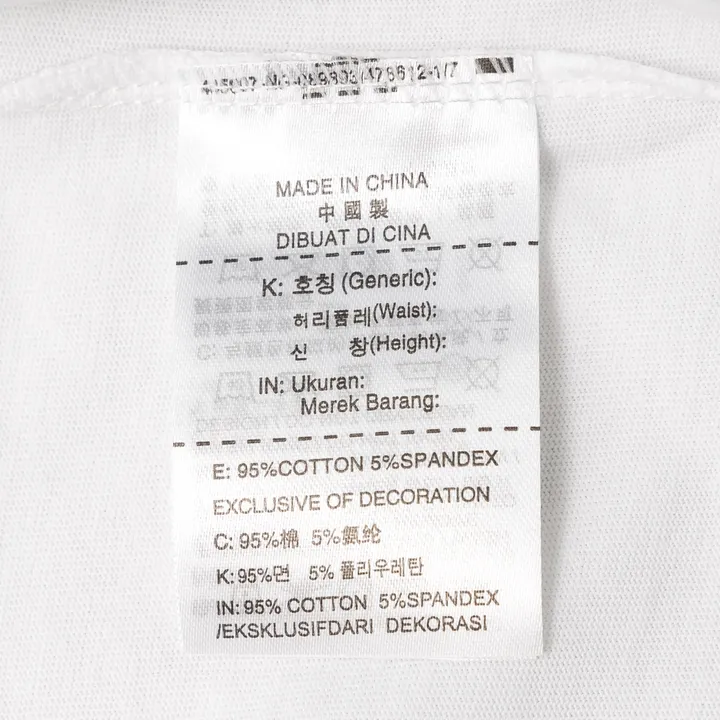 MADE IN CHINA
中國製
DIBUAT DI CINA
K: 호칭 (Generic):
허리품레(Waist):
신 창(Height):
IN: Ukuran:
Merek Barang:
E: 95%COTTON 5%SPANDEX
EXCLUSIVE OF DECORATION
C: 95%棉 5%氨纶
K: 95%면 5% 폴리우레탄
IN: 95% COTTON 5%SPANDEX
/EKSKLUSIFDARI DEKORASI